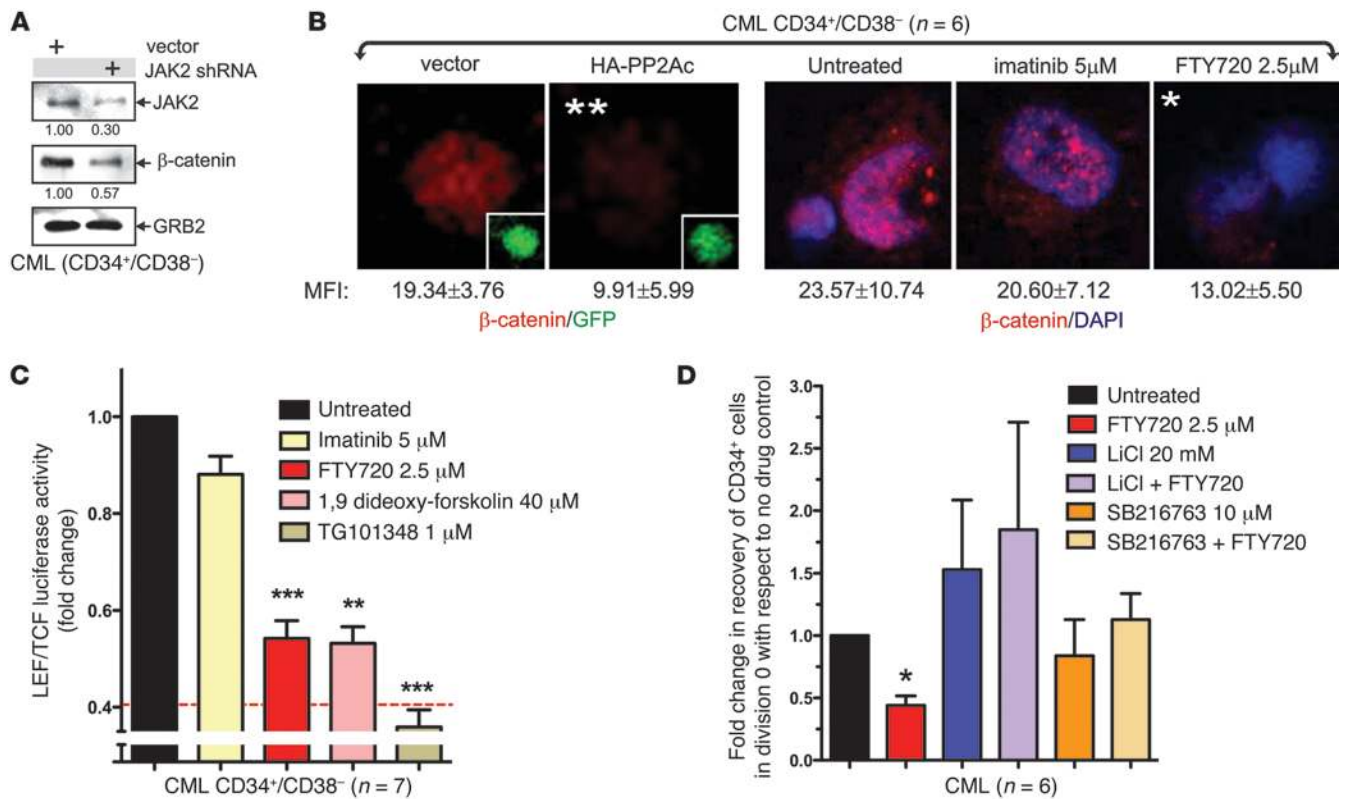 A
+ vector
+ JAK2 shRNA
JAK2
1.00 0.30
β-catenin
1.00 0.57
GRB2
CML (CD34⁺/CD38⁻)
B
CML CD34⁺/CD38⁻ (n = 6)
vector HA-PP2Ac Untreated imatinib 5µM FTY720 2.5µM
** *
MFI: 19.34±3.76 9.91±5.99 23.57±10.74 20.60±7.12 13.02±5.50
β-catenin/GFP β-catenin/DAPI
C
LEF/TCF luciferase activity
(fold change)
1.0
0.8
0.6
0.4
Untreated
Imatinib 5 µM
FTY720 2.5 µM
1,9 dideoxy-forskolin 40 µM
TG101348 1 µM
*** ** ***
CML CD34⁺/CD38⁻ (n = 7)
D
Fold change in recovery of CD34⁺ cells
in division 0 with respect to no drug control
3.0
2.5
2.0
1.5
1.0
0.5
0.0
Untreated
FTY720 2.5 µM
LiCl 20 mM
LiCl + FTY720
SB216763 10 µM
SB216763 + FTY720
*
CML (n = 6)